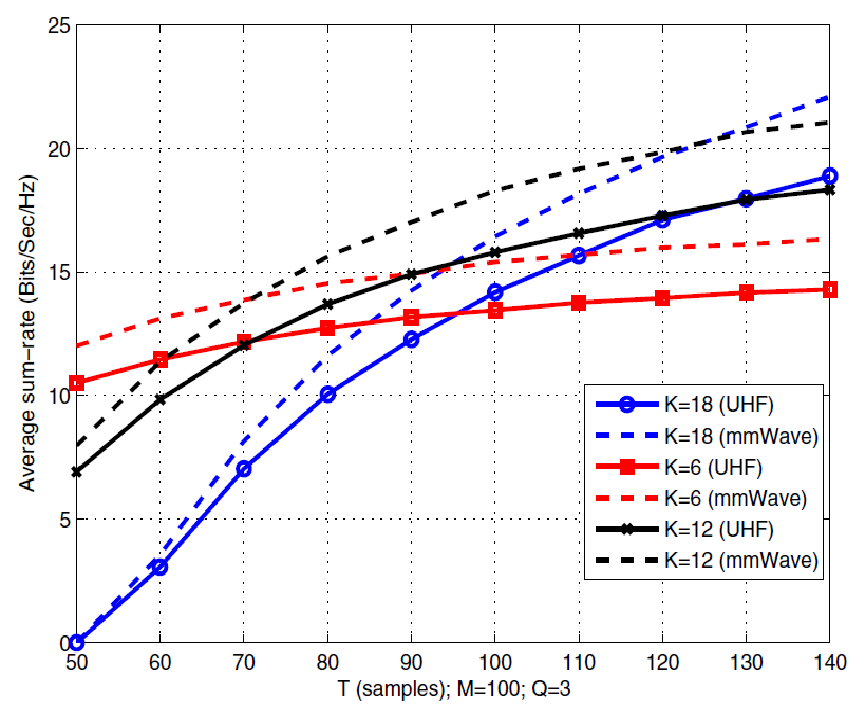 25
20
15
10
5
0
Average sum-rate (Bits/Sec/Hz)
50 60 70 80 90 100 110 120 130 140
T (samples); M=100; Q=3
K=18 (UHF)
K=18 (mmWave)
K=6 (UHF)
K=6 (mmWave)
K=12 (UHF)
K=12 (mmWave)